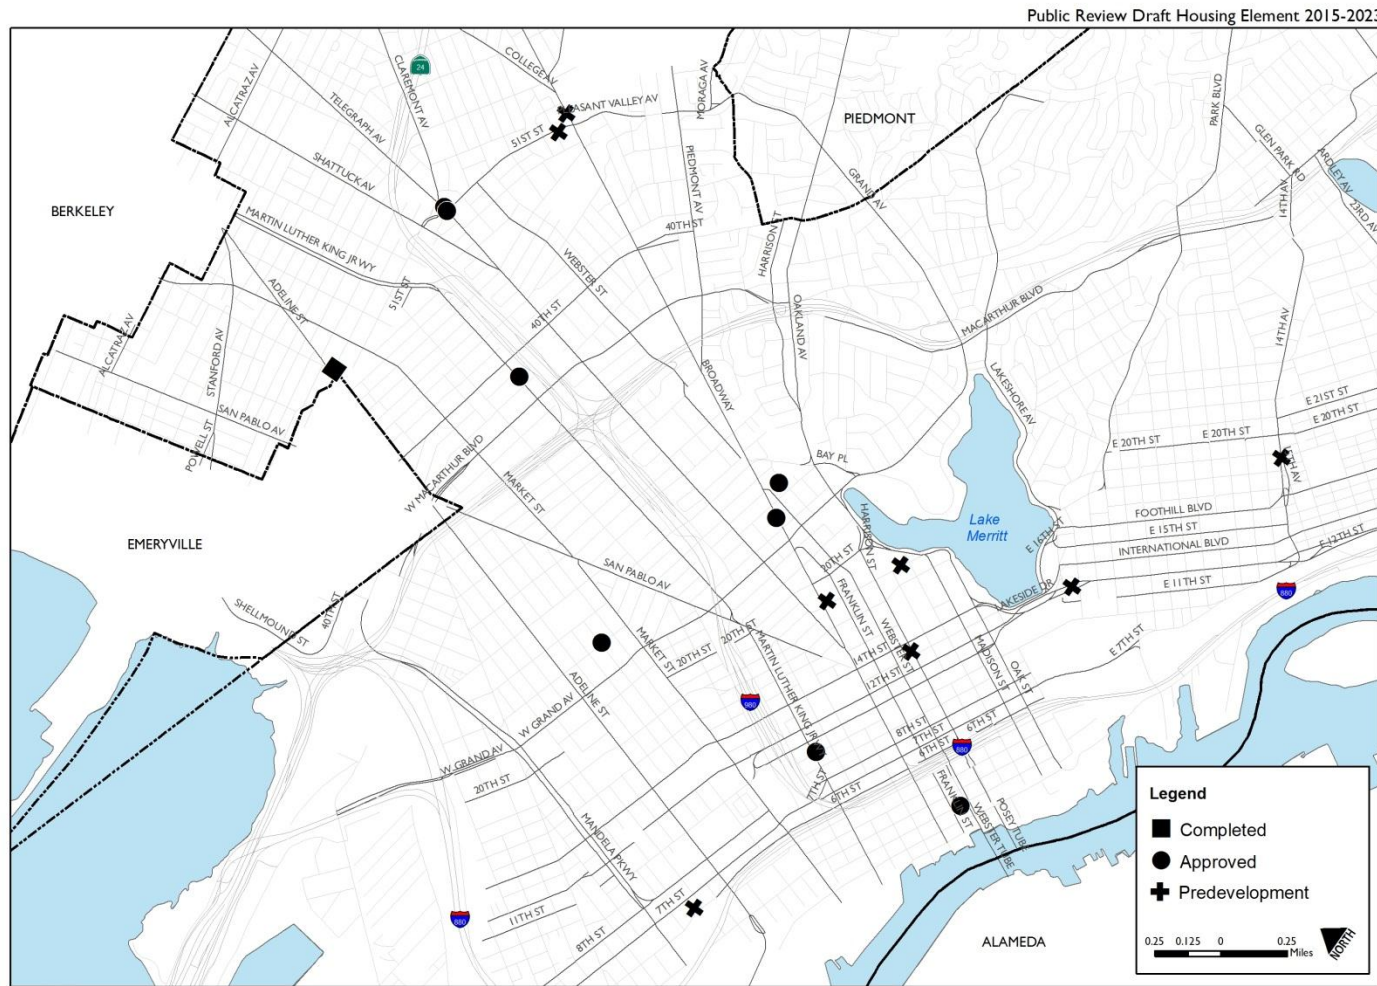 Public Review Draft Housing Element 2015-2023
24
ALCATRAZ AV
TELEGRAPH AV
CLAREMONT AV
COLLEGE AV
ASANT VALLEY AV
51ST ST
MORAGA AV
PIEDMONT
PARK BLVD
GLEN PARK RD
ARDLEY AV
23RD AV
14TH AV
SHATTUCK AV
BERKELEY
MARTIN LUTHER KING JR WY
51ST ST
PIEDMONT AV
40TH ST
HARRISON ST
GRAND AV
WEBSTER ST
40TH ST
OAKLAND AV
MACARTHUR BLVD
14TH AV
ADELINE ST
ALCATRAZ AV
STANFORD AV
POWELL ST
SAN PABLO AV
BROADWAY
LAKESHORE AV
E 21ST ST
E 20TH ST
E 20TH ST
E 20TH ST
W MACARTHUR BLVD
MARKET ST
BAY PL
Lake
Merritt
HARRISON ST
E 16TH ST
FOOTHILL BLVD
E 15TH ST
INTERNATIONAL BLVD
E 12TH ST
E 11TH ST
880
EMERYVILLE
SAN PABLO AV
20TH ST
FRANKLIN ST
LAKESIDE DR
SHELLMOUND ST
40TH ST
MARKET ST
20TH ST
20TH ST
MARTIN LUTHER KING JR
WEBSTER ST
14TH ST
12TH ST
MADISON ST
OAK ST
E 7TH ST
ADELINE ST
980
W GRAND AV
W GRAND AV
20TH ST
8TH ST
7TH ST
6TH ST
6TH ST
880
7TH ST
6TH ST
FRANKLIN ST
WEBSTER TUBE
POSEY TUBE
MANDELA PKWY
11TH ST
7TH ST
8TH ST
880
ALAMEDA
Legend
Completed
Approved
Predevelopment
0.25 0.125 0 0.25
Miles
NORTH